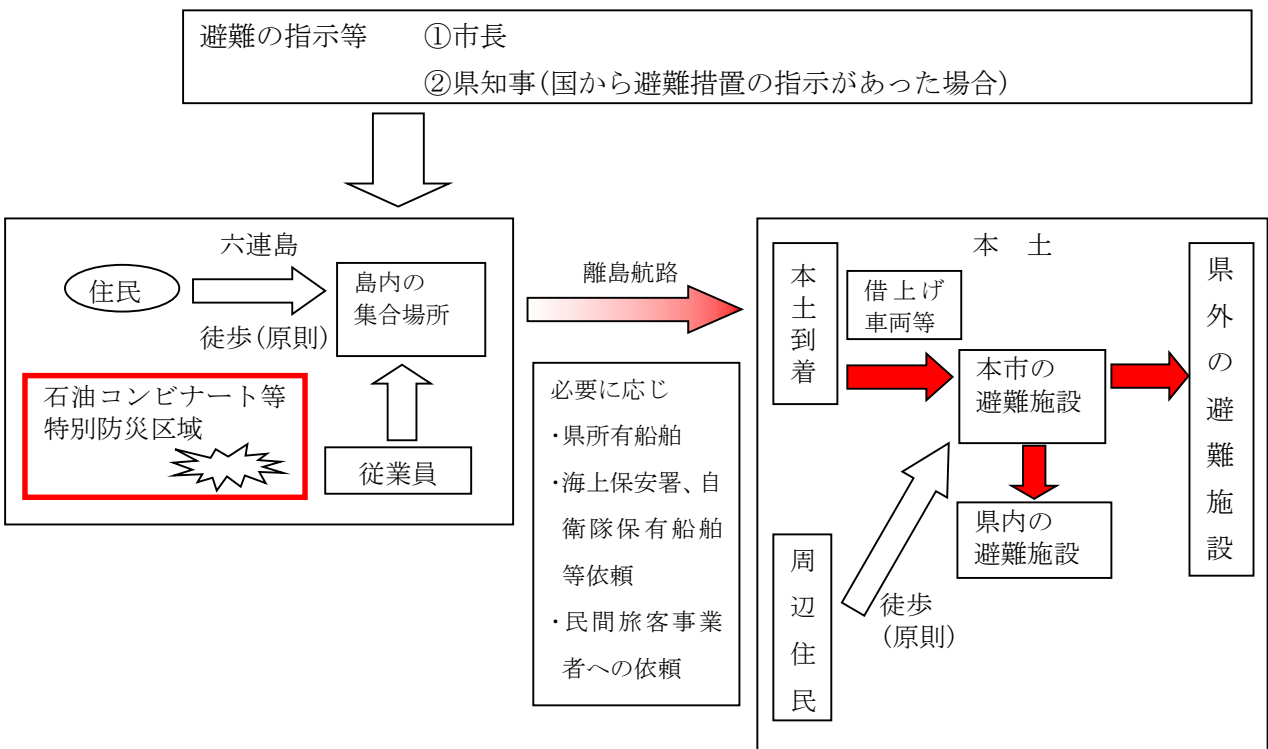 避難の指示等　①市長
②県知事(国から避難措置の指示があった場合)
六連島
住民
徒歩(原則)
島内の
集合場所
石油コンビナート等
特別防災区域
従業員
離島航路
必要に応じ
・県所有船舶
・海上保安署、自
衛隊保有船舶
等依頼
・民間旅客事業
者への依頼
本　土
本土到着
借上げ
車両等
本市の
避難施設
県内の
避難施設
県外の避難施設
周辺住民
徒歩
(原則)